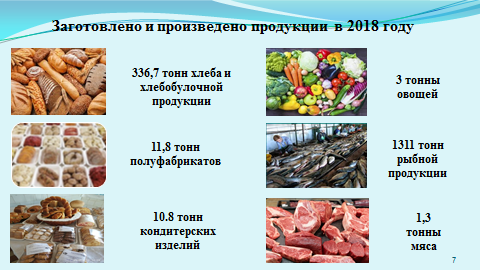 Заготовлено и произведено продукции в 2018 году
336,7 тонн хлеба и
хлебобулочной
продукции
3 тонны
овощей
11,8 тонн
полуфабрикатов
1311 тонн
рыбной
продукции
10.8 тонн
кондитерских
изделий
1,3
тонны
мяса
7